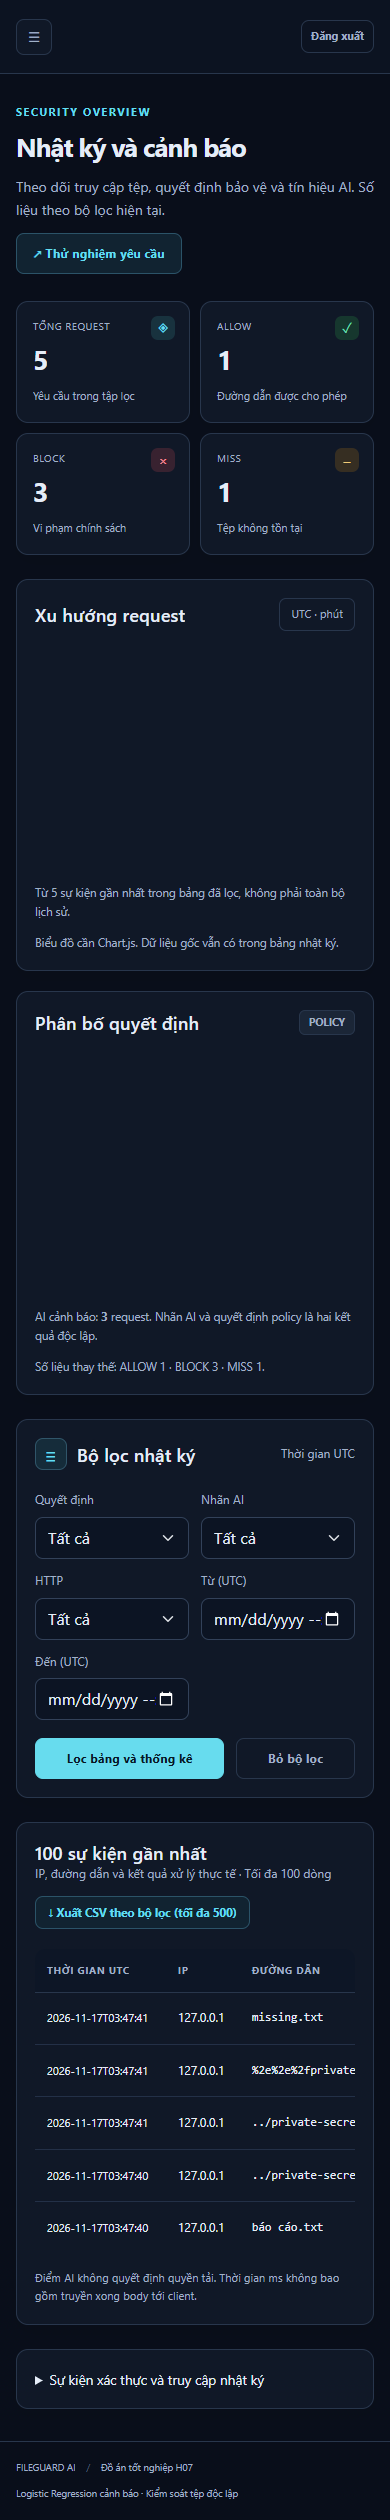 ☰
Đăng xuất
SECURITY OVERVIEW
Nhật ký và cảnh báo
Theo dõi truy cập tệp, quyết định bảo vệ và tín hiệu AI. Số
liệu theo bộ lọc hiện tại.
↗ Thử nghiệm yêu cầu
TỔNG REQUEST
5
Yêu cầu trong tập lọc
ALLOW
✓
1
Đường dẫn được cho phép
BLOCK
×
3
Vi phạm chính sách
MISS
–
1
Tệp không tồn tại
Xu hướng request
UTC · phút
Từ 5 sự kiện gần nhất trong bảng đã lọc, không phải toàn bộ
lịch sử.
Biểu đồ cần Chart.js. Dữ liệu gốc vẫn có trong bảng nhật ký.
Phân bố quyết định
POLICY
AI cảnh báo: 3 request. Nhãn AI và quyết định policy là hai kết
quả độc lập.
Số liệu thay thế: ALLOW 1 · BLOCK 3 · MISS 1.
Bộ lọc nhật ký
Thời gian UTC
Quyết định
Tất cả
Nhãn AI
Tất cả
HTTP
Tất cả
Từ (UTC)
mm/dd/yyyy --
Đến (UTC)
mm/dd/yyyy --
Lọc bảng và thống kê
Bỏ bộ lọc
100 sự kiện gần nhất
IP, đường dẫn và kết quả xử lý thực tế · Tối đa 100 dòng
↓ Xuất CSV theo bộ lọc (tối đa 500)
THỜI GIAN UTC IP ĐƯỜNG DẪN
2026-11-17T03:47:41 127.0.0.1 missing.txt
2026-11-17T03:47:41 127.0.0.1 %2e%2e%2fprivate
2026-11-17T03:47:41 127.0.0.1 ../private-secre
2026-11-17T03:47:40 127.0.0.1 ../private-secre
2026-11-17T03:47:40 127.0.0.1 báo cáo.txt
Điểm AI không quyết định quyền tải. Thời gian ms không bao
gồm truyền xong body tới client.
▶ Sự kiện xác thực và truy cập nhật ký
FILEGUARD AI / Đồ án tốt nghiệp H07
Logistic Regression cảnh báo · Kiểm soát tệp độc lập